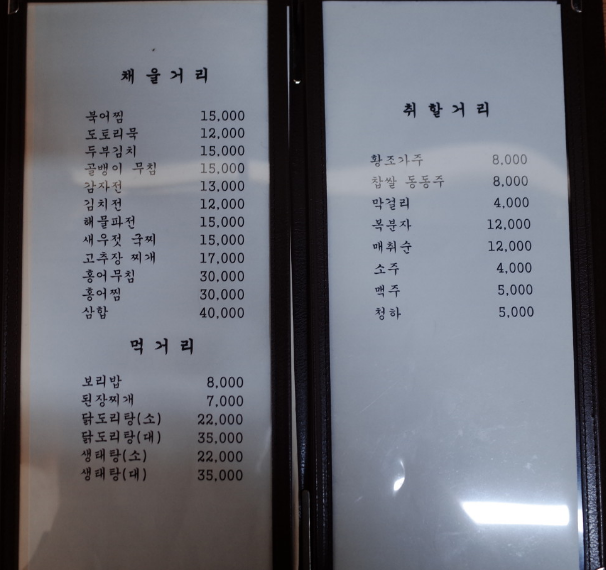 채울거리
북어찜 15,000
도토리묵 12,000
두부김치 15,000
골뱅이 무침 15,000
감자전 13,000
김치전 12,000
해물파전 15,000
새우젓 국찌 15,000
고추장 찌개 17,000
홍어무침 30,000
홍어찜 30,000
삼합 40,000
먹거리
보리밥 8,000
된장찌개 7,000
닭도리탕(소) 22,000
닭도리탕(대) 35,000
생태탕(소) 22,000
생태탕(대) 35,000
취할거리
황조가주 8,000
찹쌀 동동주 8,000
막걸리 4,000
복분자 12,000
매취순 12,000
소주 4,000
맥주 5,000
청하 5,000